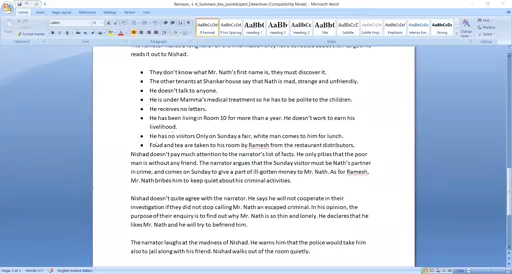 Revision_ L-6_Summary_Key_points Expert_Detectives [Compatibility Mode] - Microsoft Word
reads it out to Nishad.
They don't know what Mr. Nath's first name is, they must discover it.
The other tenants at Shankar house say that Nath is mad, strange and unfriendly.
He doesn't talk to anyone.
He is under Mamma's medical treatment so he has to be polite to the children.
He receives no letters.
He has been living in Room 10 for more than a year. He doesn't work to earn his
livelihood.
He has no visitors Only on Sunday a fair, white man comes to him for lunch.
Food and tea are taken to his room by Ramesh from the restaurant distributors.
Nishad doesn't pay much attention to the narrator's list of facts. He only pities that the poor
man is without any friend. The narrator argues that the Sunday visitor must be Nath's partner
in crime, and comes on Sunday to give a part of ill-gotten money to Mr. Nath. As for Ramesh,
Mr. Nath bribes him to keep quiet about his criminal activities.
Nishad doesn't quite agree with the narrator. He says he will not cooperate in their
investigation if they did not stop calling Mr. Nath an escaped criminal. In his opinion, the
purpose of their enquiry is to find out why Mr. Nath is so thin and lonely. He declares that he
likes Mr. Nath and he will try to befriend him.
The narrator laughs at the madness of Nishad. He warns him that the police would take him
also to jail along with his friend. Nishad walks out of the room quietly.